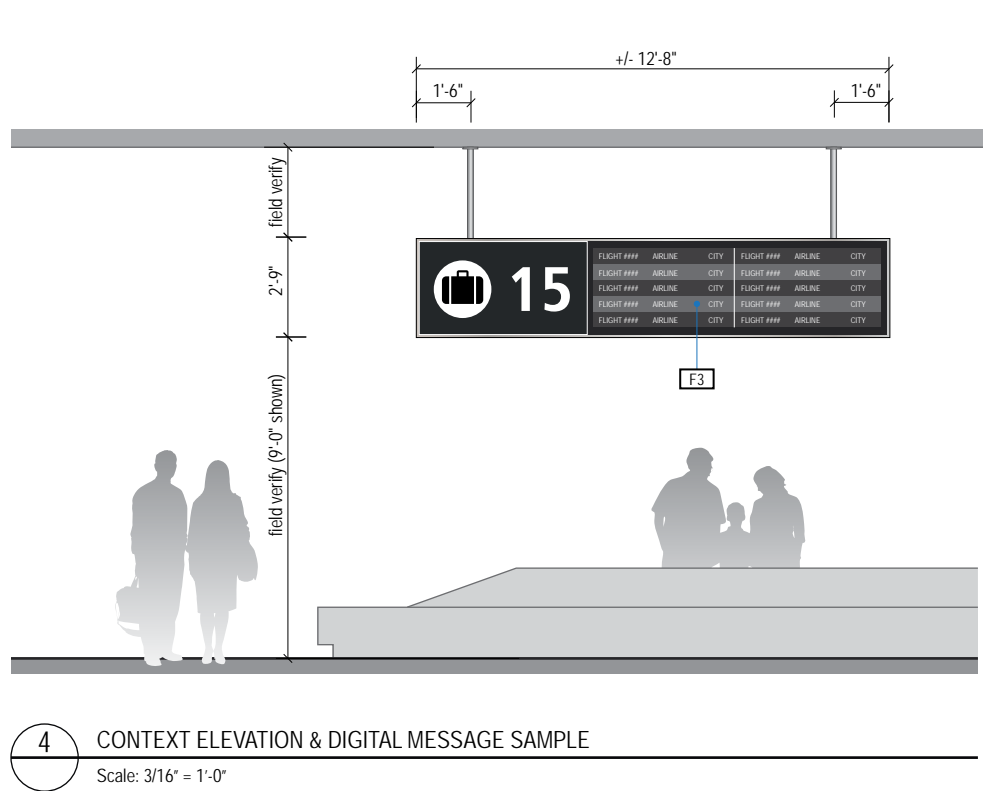 +/- 12'-8"
1'-6" 1'-6"
field verify
2'-9"
field verify (9'-0" shown)
15
FLIGHT #### AIRLINE CITY FLIGHT #### AIRLINE CITY
FLIGHT #### AIRLINE CITY FLIGHT #### AIRLINE CITY
FLIGHT #### AIRLINE CITY FLIGHT #### AIRLINE CITY
FLIGHT #### AIRLINE CITY FLIGHT #### AIRLINE CITY
FLIGHT #### AIRLINE CITY FLIGHT #### AIRLINE CITY
F3
4 CONTEXT ELEVATION & DIGITAL MESSAGE SAMPLE
Scale: 3/16" = 1'-0"